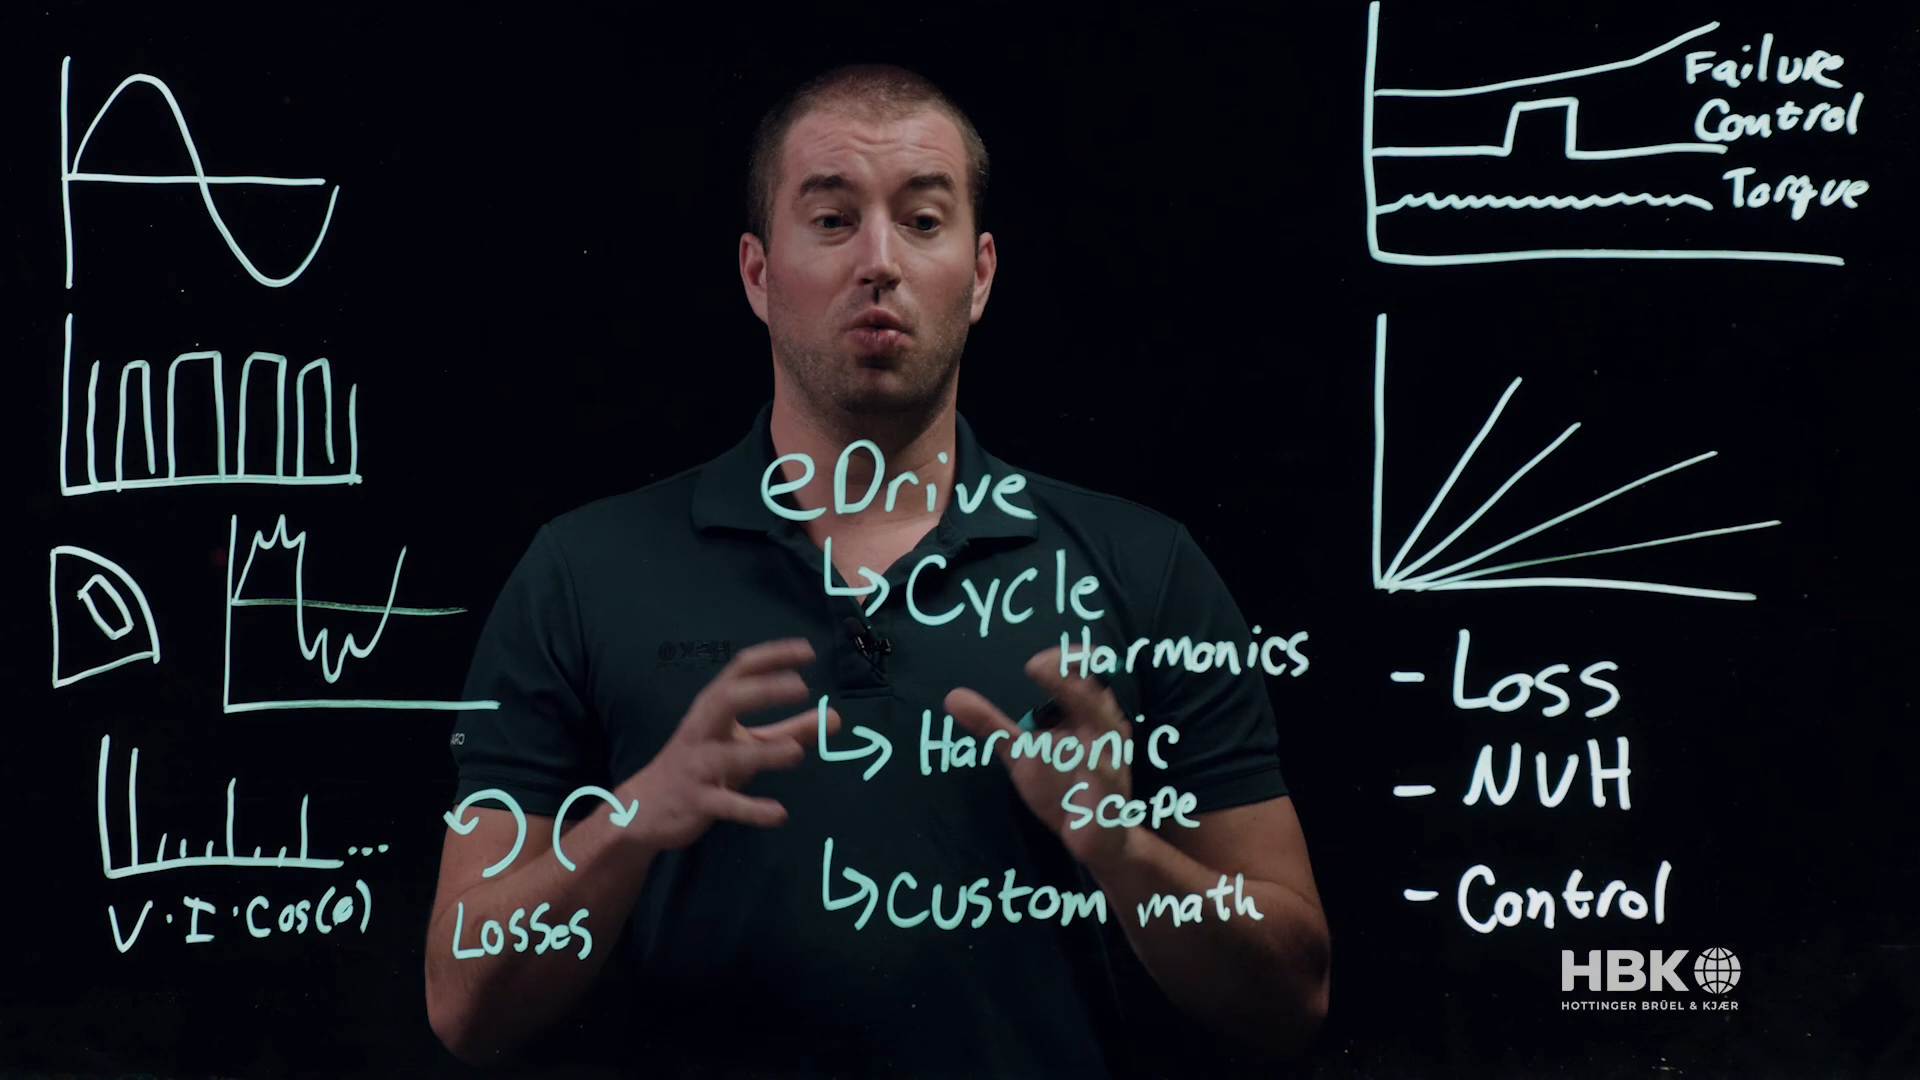 V·I·Cos(ø)
Losses
eDrive
↳ Cycle
Harmonics
↳ Harmonic
Scope
↳ Custom math
Failure
Control
Torque
- Loss
- NVH
- Control
HBK
HOTTINGER BRÜEL & KJÆR